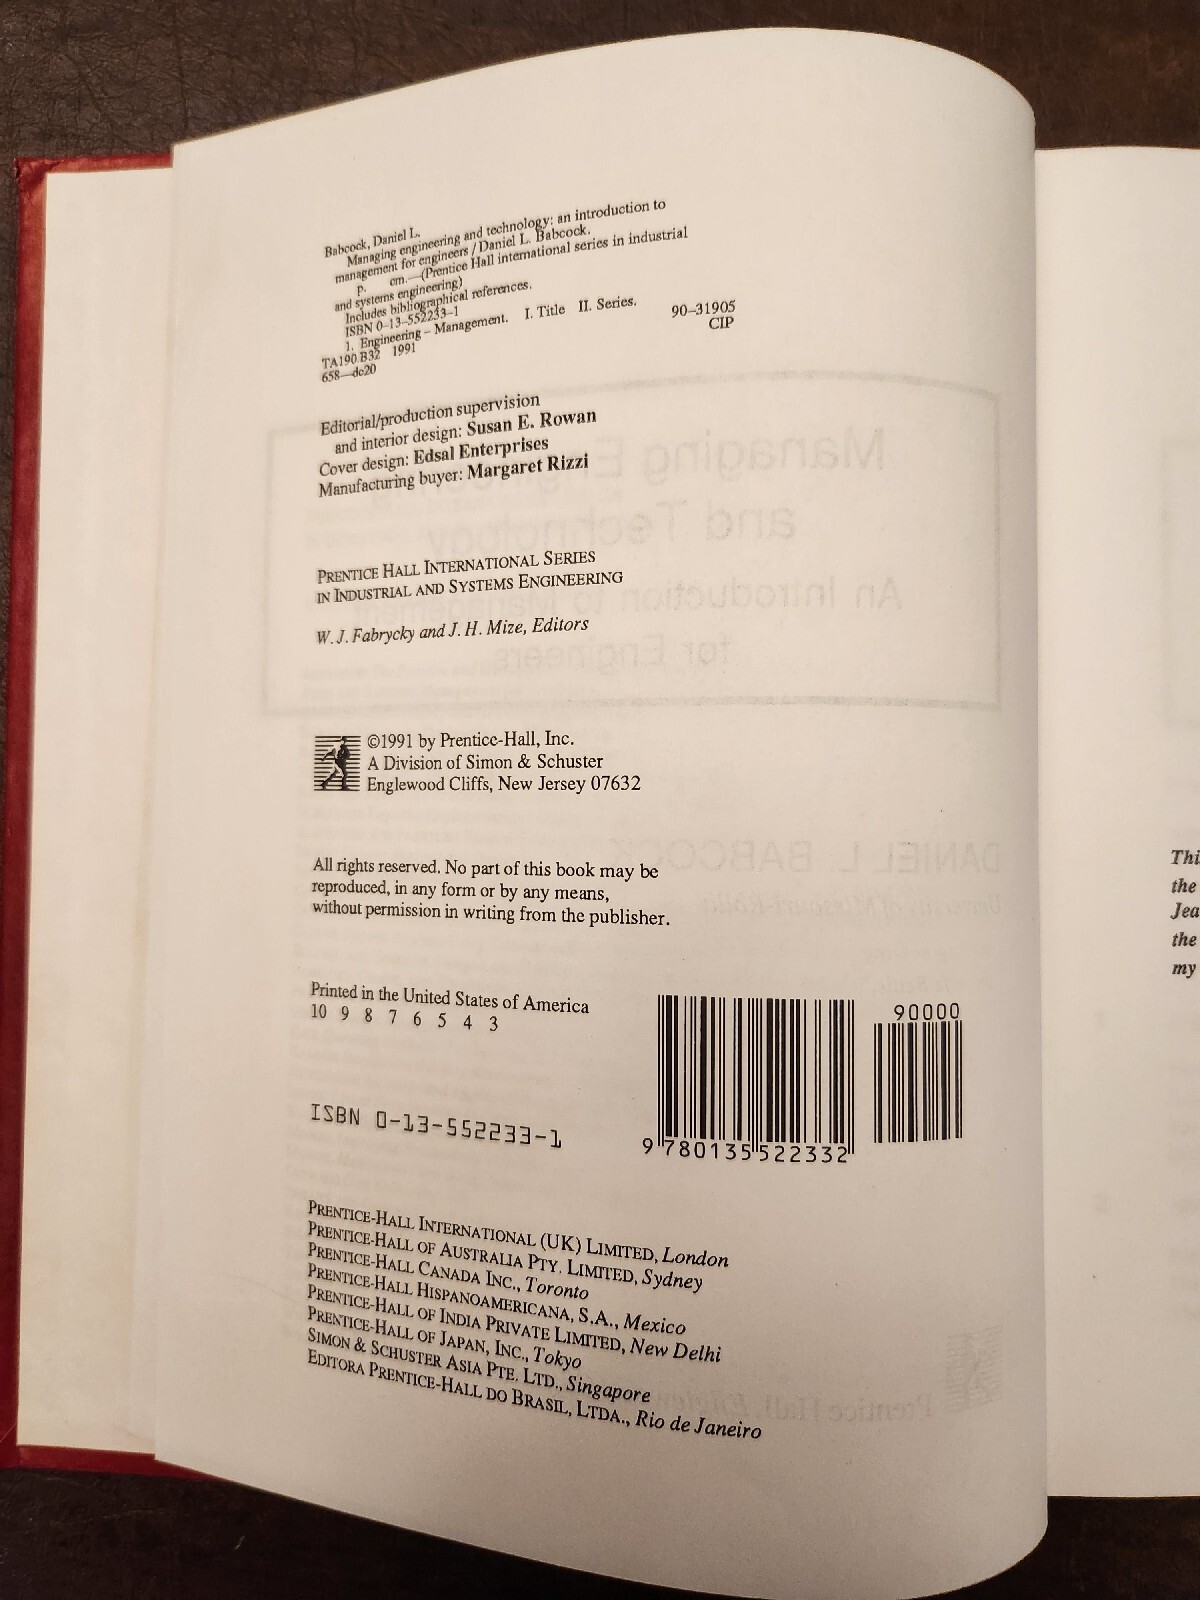 Babcock, Daniel L.
Managing engineering and technology: an introduction to
management for engineers / Daniel L. Babcock.
p. cm.—(Prentice Hall international series in industrial
and systems engineering)
Includes bibliographical references.
ISBN 0-13-552233-1
1. Engineering – Management. I. Title II. Series.
TA190.B32 1991
658—dc20
90-31905
CIP
Editorial/production supervision
and interior design: Susan E. Rowan
Cover design: Edsal Enterprises
Manufacturing buyer: Margaret Rizzi
PRENTICE HALL INTERNATIONAL SERIES
IN INDUSTRIAL AND SYSTEMS ENGINEERING
W. J. Fabrycky and J. H. Mize, Editors
©1991 by Prentice-Hall, Inc.
A Division of Simon & Schuster
Englewood Cliffs, New Jersey 07632
All rights reserved. No part of this book may be
reproduced, in any form or by any means,
without permission in writing from the publisher.
Printed in the United States of America
10 9 8 7 6 5 4 3
ISBN 0-13-552233-1
90000
9 780135 522332
PRENTICE-HALL INTERNATIONAL (UK) LIMITED, London
PRENTICE-HALL OF AUSTRALIA PTY. LIMITED, Sydney
PRENTICE-HALL CANADA INC., Toronto
PRENTICE-HALL HISPANOAMERICANA, S.A., Mexico
PRENTICE-HALL OF INDIA PRIVATE LIMITED, New Delhi
PRENTICE-HALL OF JAPAN, INC., Tokyo
SIMON & SCHUSTER ASIA PTE. LTD., Singapore
EDITORA PRENTICE-HALL DO BRASIL, LTDA., Rio de Janeiro
Thi
the
Jea
the
my